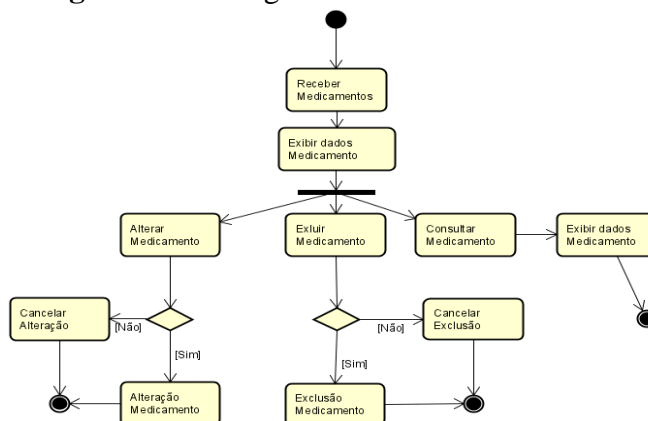 Receber
Medicamentos
Exibir dados
Medicamento
Alterar
Medicamento
Exluir
Medicamento
Consultar
Medicamento
Exibir dados
Medicamento
Cancelar
Alteração
[Não]
[Sim]
Alteração
Medicamento
[Não]
Cancelar
Exclusão
[Sim]
Exclusão
Medicamento